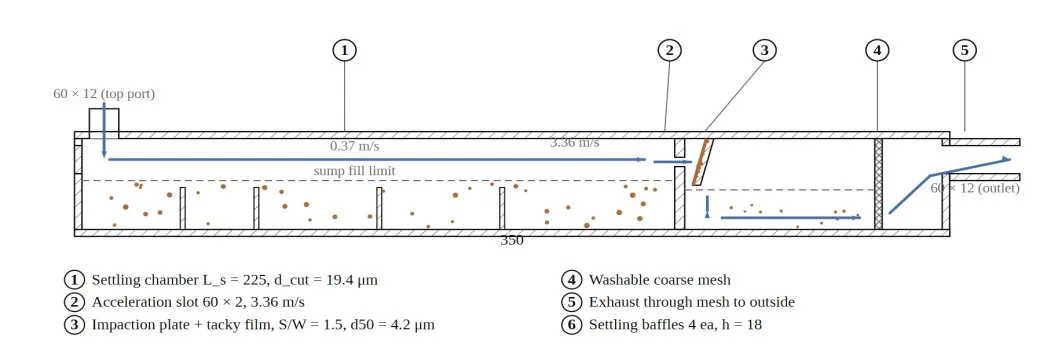 1 2 3 4 5
60 × 12 (top port)
0.37 m/s 3.36 m/s
sump fill limit
60 × 12 (outlet)
350
1 Settling chamber L_s = 225, d_cut = 19.4 μm
2 Acceleration slot 60 × 2, 3.36 m/s
3 Impaction plate + tacky film, S/W = 1.5, d50 = 4.2 μm
4 Washable coarse mesh
5 Exhaust through mesh to outside
6 Settling baffles 4 ea, h = 18